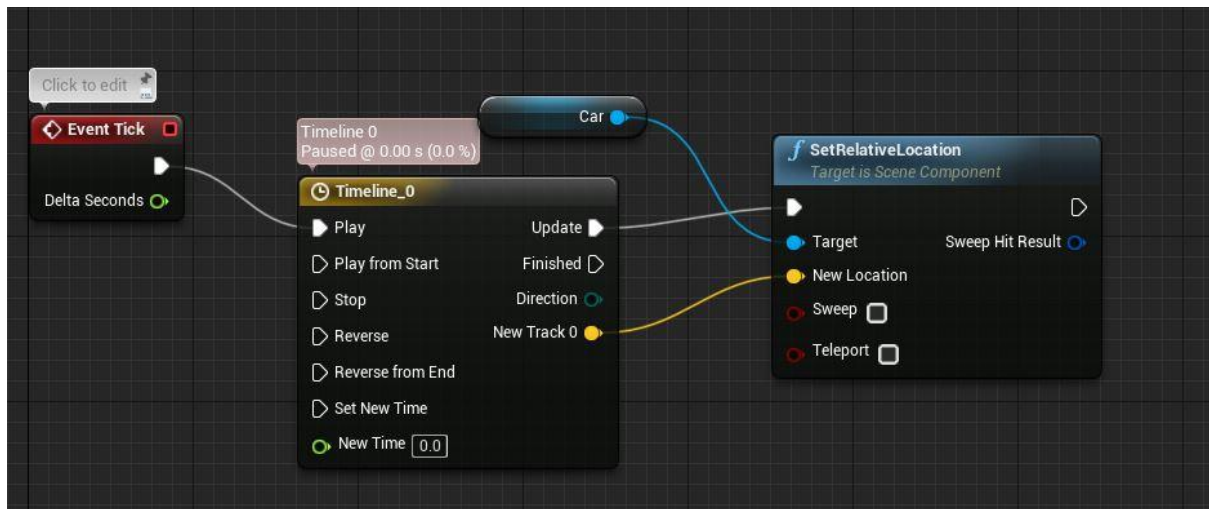 Click to edit
Event Tick
Delta Seconds
Timeline 0
Paused @ 0.00 s (0.0 %)
Timeline_0
Play
Update
Play from Start
Finished
Stop
Direction
Reverse
New Track 0
Reverse from End
Set New Time
New Time 0.0
Car
f SetRelativeLocation
Target is Scene Component
Target
Sweep Hit Result
New Location
Sweep
Teleport